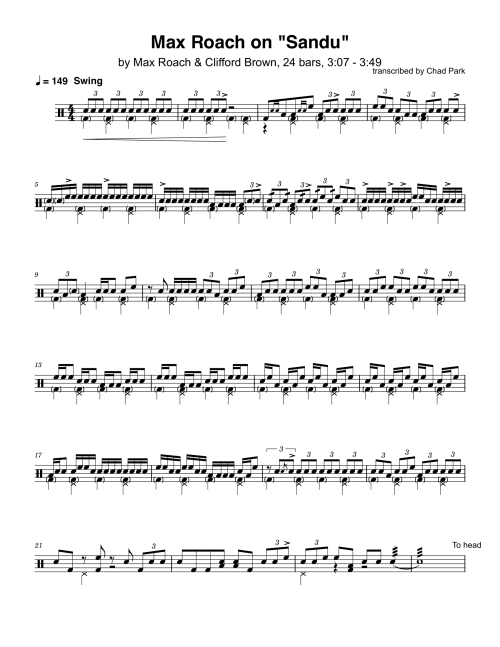 Max Roach on "Sandu"
by Max Roach & Clifford Brown, 24 bars, 3:07 - 3:49
transcribed by Chad Park
♩ = 149 Swing
5
9
13
17
21
To head